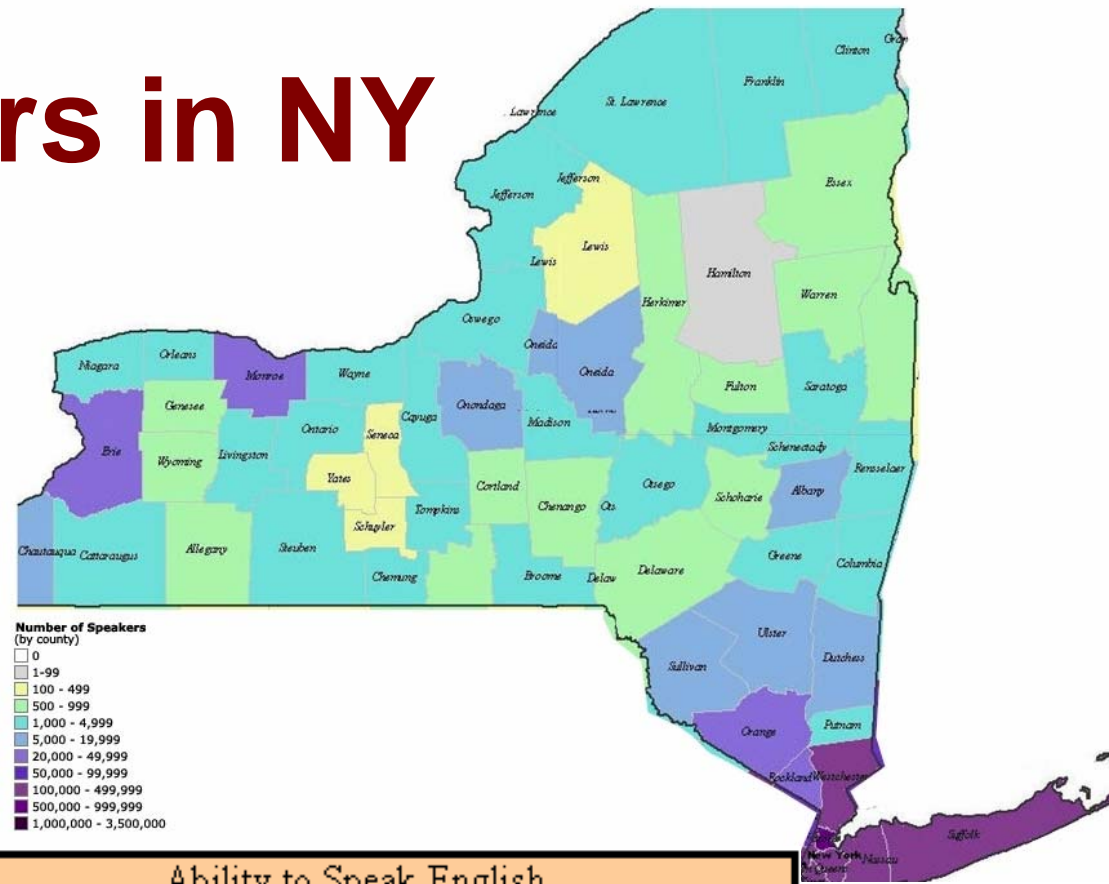 rs in NY
Clinton
Gran
Franklin
St. Lawrence
. Lawrence
Jefferson
Jefferson
Essex
Lewis
Lewis
Hamilton
Herkimer
Warren
Oswego
Oneida
Oneida
Niagara
Orleans
Monroe
Wayne
Fulton
Saratoga
Genesee
Cayuga
Onondaga
Madison
Montgomery
Ontario
Seneca
Schenectady
Erie
Wyoming
Livingston
Rensselaer
Yates
Cortland
Chenango
Ots
Otsego
Schoharie
Albany
Tompkins
Schuyler
Chautauqua
Cattaraugus
Allegany
Steuben
Chemung
Broome
Delaw
Delaware
Greene
Columbia
Number of Speakers
(by county)
0
1-99
100 - 499
500 - 999
1,000 - 4,999
5,000 - 19,999
20,000 - 49,999
50,000 - 99,999
100,000 - 499,999
500,000 - 999,999
1,000,000 - 3,500,000
Ulster
Dutchess
Sullivan
Orange
Putnam
Rockland
Westchester
Suffolk
New York
Nassau
Queens
Ability to Speak English